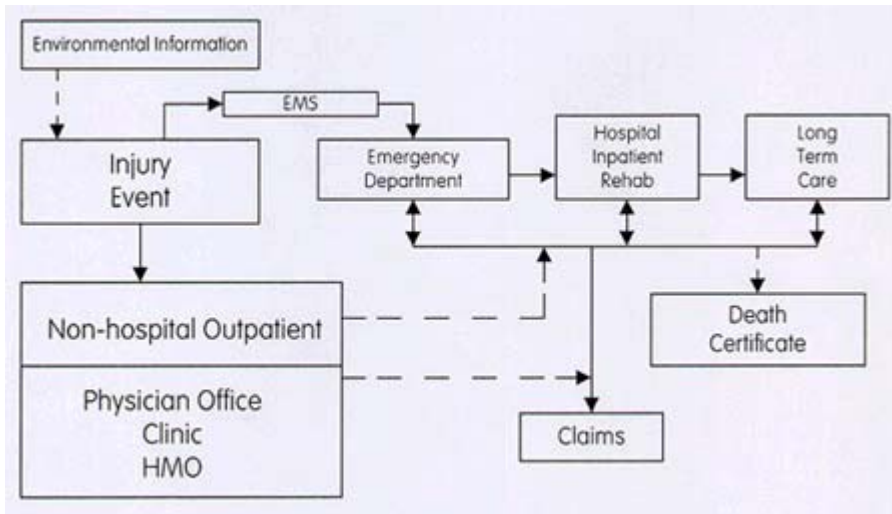 Environmental Information
EMS
Injury
Event
Emergency
Department
Hospital
Inpatient
Rehab
Long
Term
Care
Non-hospital Outpatient
Physician Office
Clinic
HMO
Death
Certificate
Claims